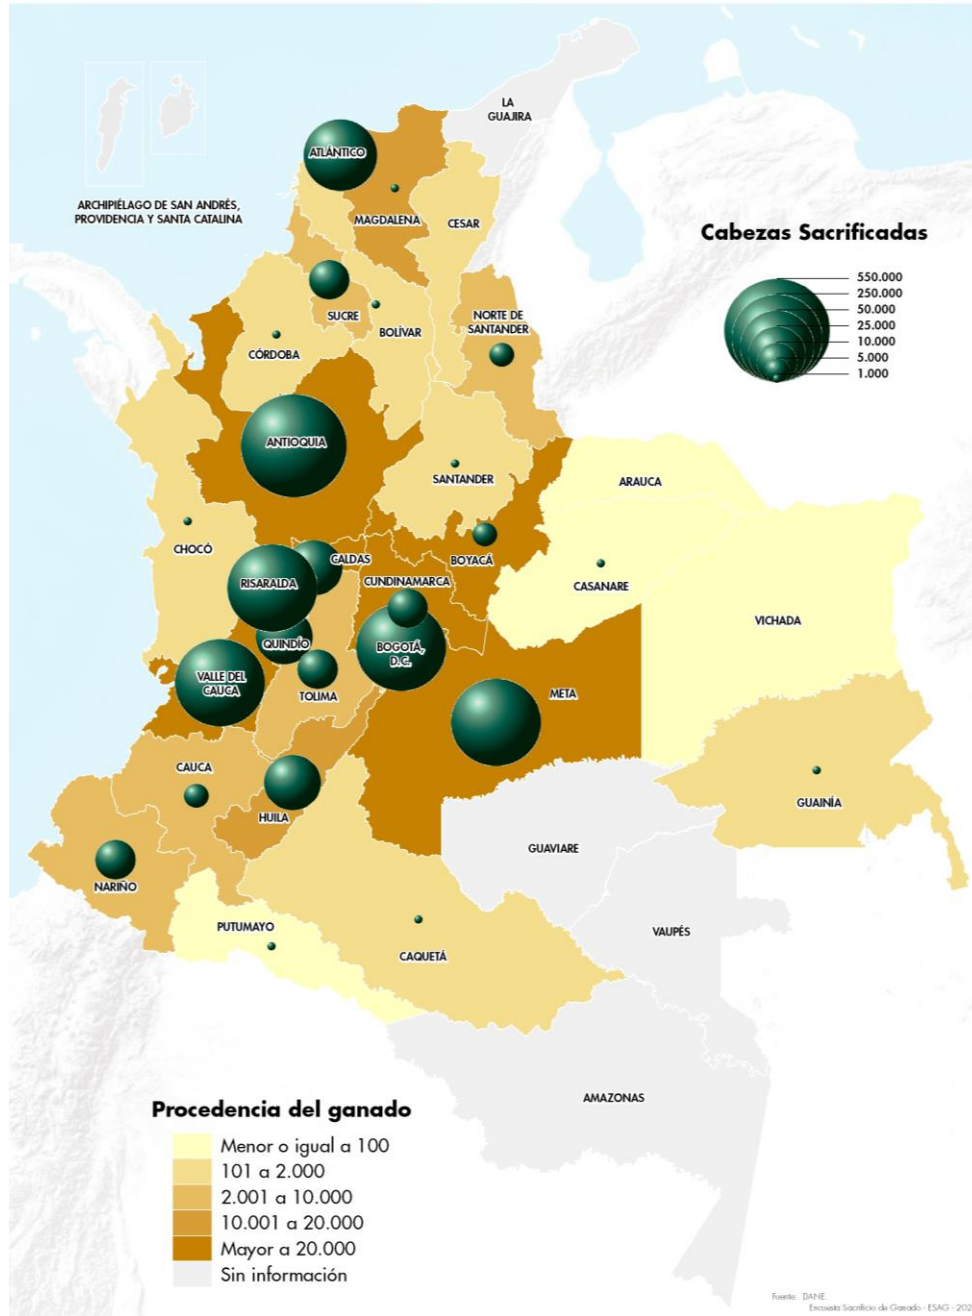 LA
GUAJIRA
ATLÁNTICO
ARCHIPIÉLAGO DE SAN ANDRÉS,
PROVIDENCIA Y SANTA CATALINA
MAGDALENA
CESAR
Cabezas Sacrificadas
550.000
250.000
50.000
25.000
10.000
5.000
1.000
SUCRE
BOLÍVAR
NORTE DE
SANTANDER
CÓRDOBA
ANTIOQUIA
SANTANDER
ARAUCA
CHOCÓ
CALDAS
BOYACÁ
RISARALDA
CUNDINAMARCA
CASANARE
VICHADA
QUINDÍO
BOGOTÁ,
D.C.
VALLE DEL
CAUCA
TOLIMA
META
CAUCA
HUILA
GUAINÍA
NARIÑO
GUAVIARE
PUTUMAYO
CAQUETÁ
VAUPÉS
AMAZONAS
Procedencia del ganado
Menor o igual a 100
101 a 2.000
2.001 a 10.000
10.001 a 20.000
Mayor a 20.000
Sin información
Fuente: DANE.
Encuesta Sacrificio de Ganado - ESAG - 202